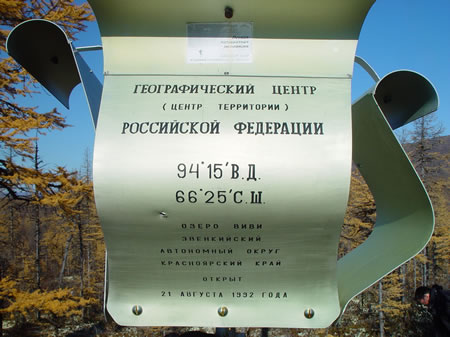 ГЕОГРАФИЧЕСКИЙ ЦЕНТР
(ЦЕНТР ТЕРРИТОРИИ)
РОССИЙСКОЙ ФЕДЕРАЦИИ
94°15'В.Д.
66°25'С.Ш.
ОЗЕРО ВИВИ
ЭВЕНКИЙСКИЙ
АВТОНОМНЫЙ ОКРУГ
КРАСНОЯРСКИЙ КРАЙ
ОТКРЫТ
21 АВГУСТА 1992 ГОДА